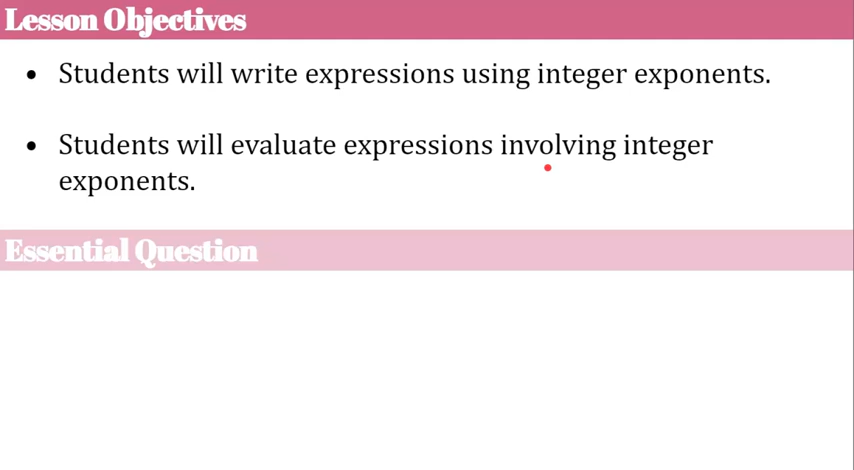 Lesson Objectives
• Students will write expressions using integer exponents.
• Students will evaluate expressions involving integer
exponents.
Essential Question